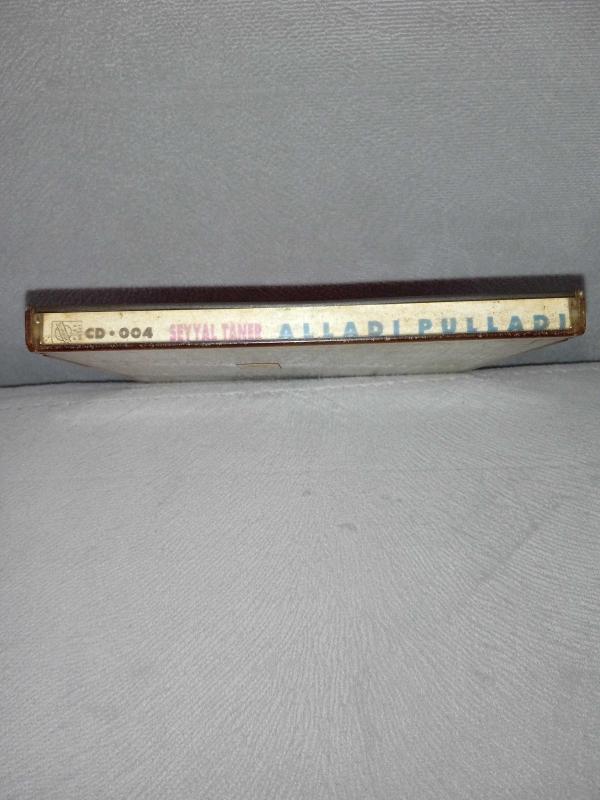 CD • 004 SEYYAL TANER ALLADI PULLADI